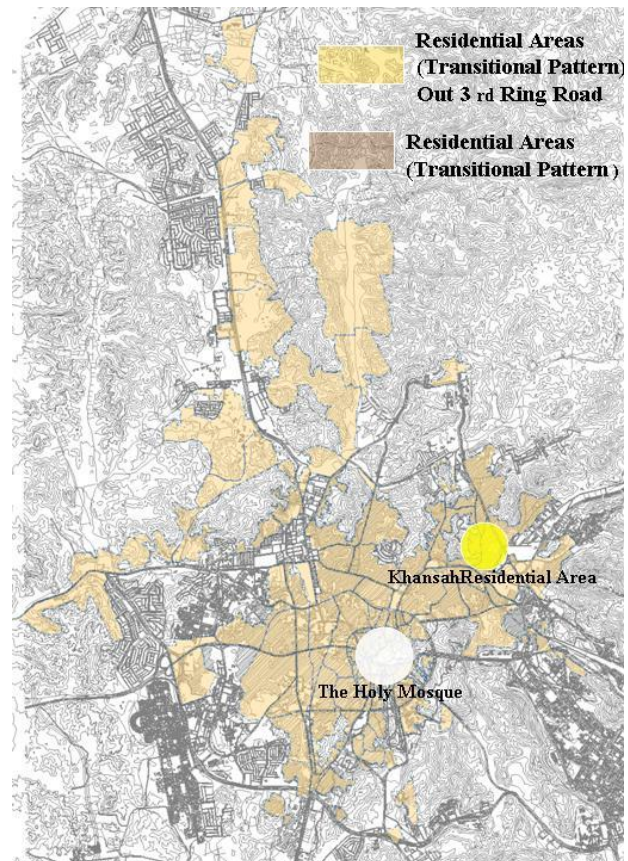 Residential Areas
(Transitional Pattern)
Out 3 rd Ring Road
Residential Areas
(Transitional Pattern )
KhansahResidential Area
The Holy Mosque